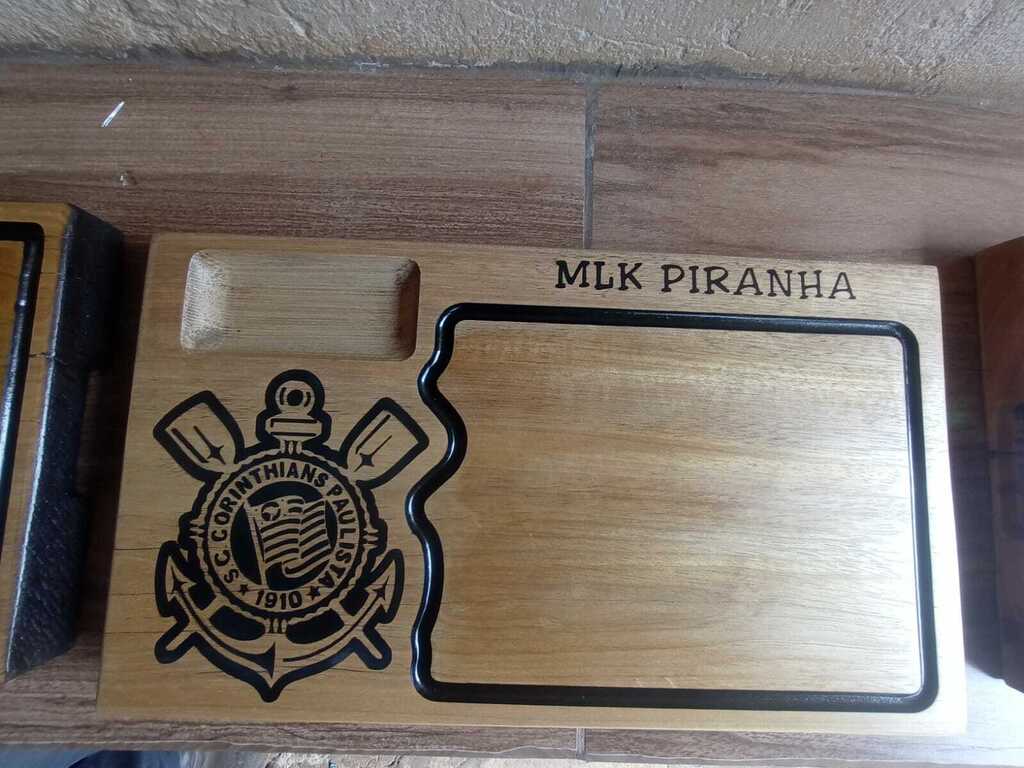 MLK PIRANHA
S.C. CORINTHIANS PAULISTA
★ 1910 ★